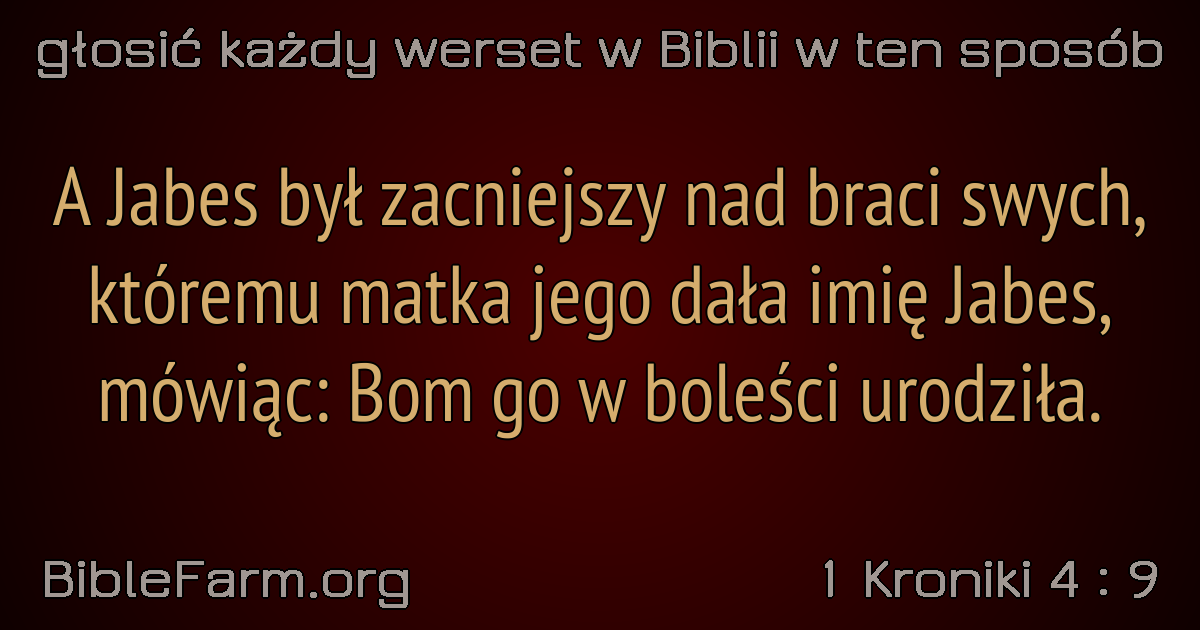 głosić każdy werset w Biblii w ten sposób
A Jabes był zacniejszy nad braci swych,
któremu matka jego dała imię Jabes,
mówiąc: Bom go w boleści urodziła.
BibleFarm.org
1 Kroniki 4 : 9